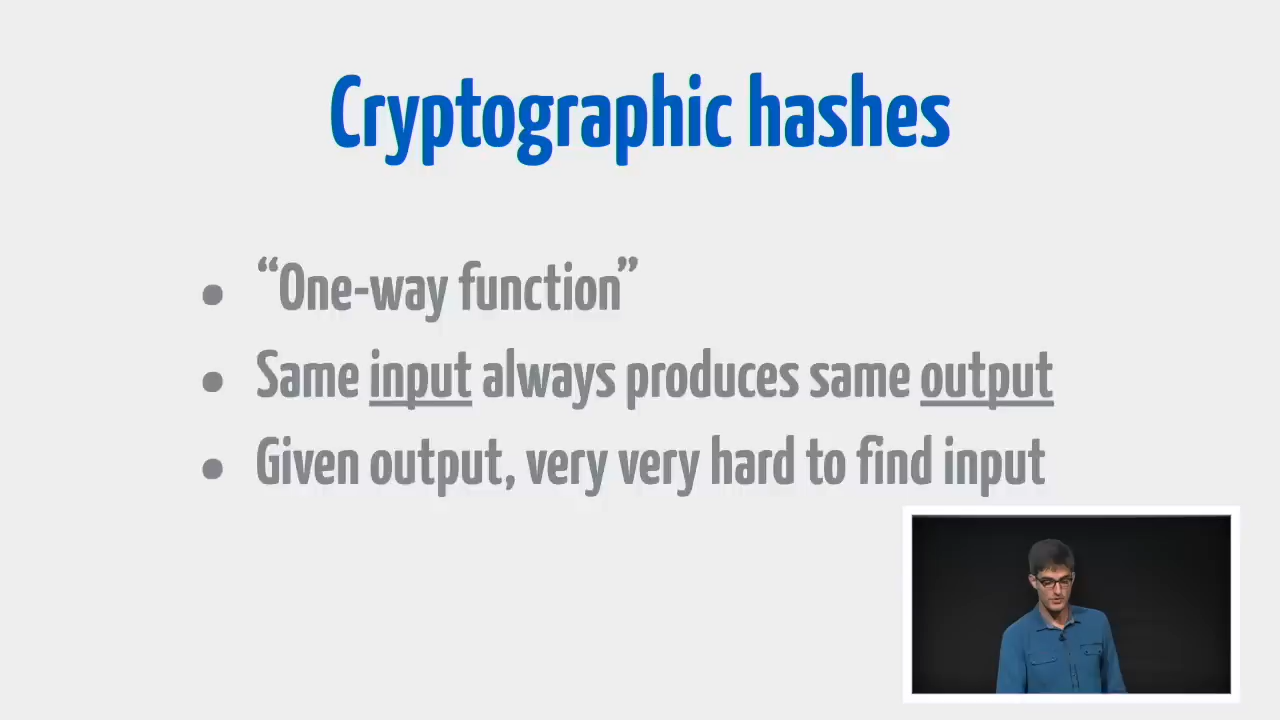 Cryptographic hashes
• “One-way function”
• Same input always produces same output
• Given output, very very hard to find input